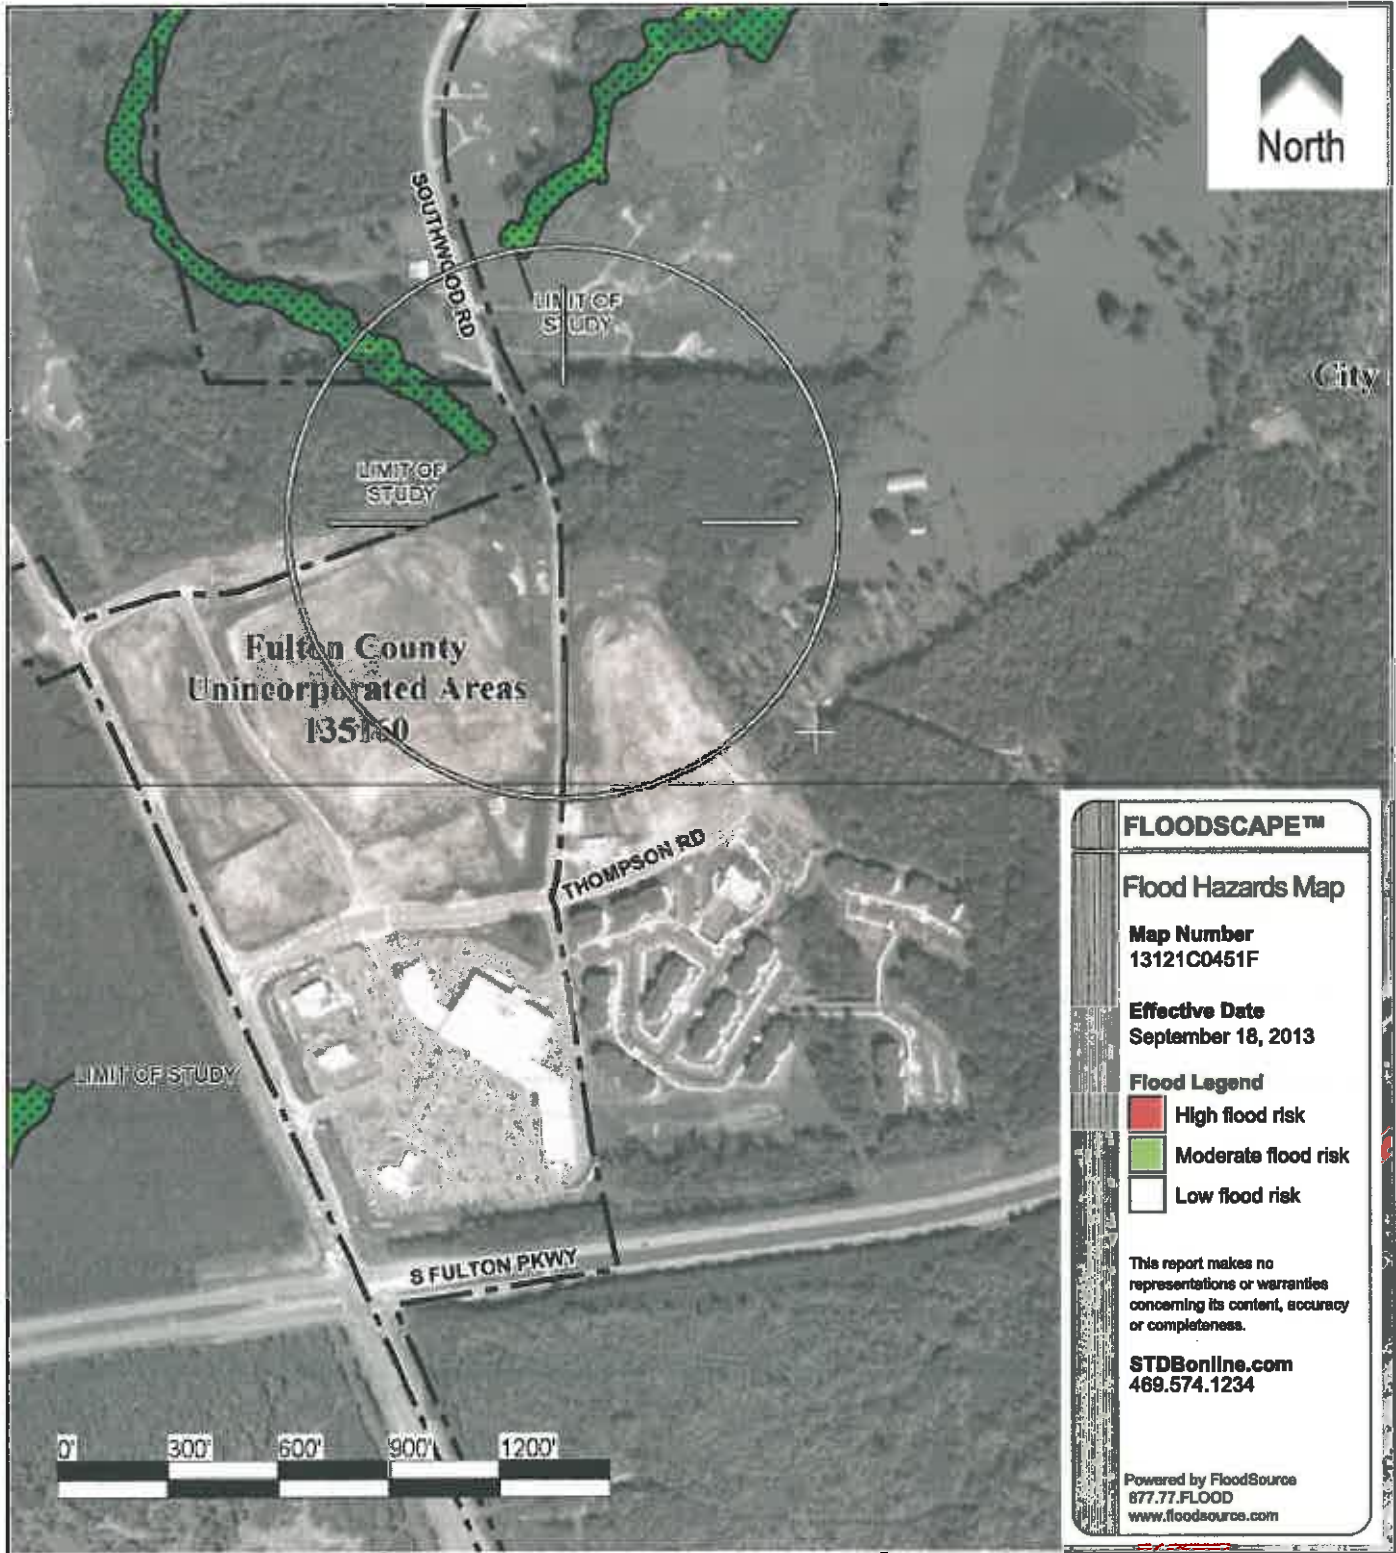 North
SOUTHWOOD RD
LIMIT OF
STUDY
City
LIMIT OF
STUDY
Fulton County
Unincorporated Areas
135160
THOMPSON RD
LIMIT OF STUDY
S FULTON PKWY
0' 300' 600' 900' 1200'
FLOODSCAPE™
Flood Hazards Map
Map Number
13121C0451F
Effective Date
September 18, 2013
Flood Legend
High flood risk
Moderate flood risk
Low flood risk
This report makes no
representations or warranties
concerning its content, accuracy
or completeness.
STDBonline.com
469.574.1234
Powered by FloodSource
877.77.FLOOD
www.floodsource.com